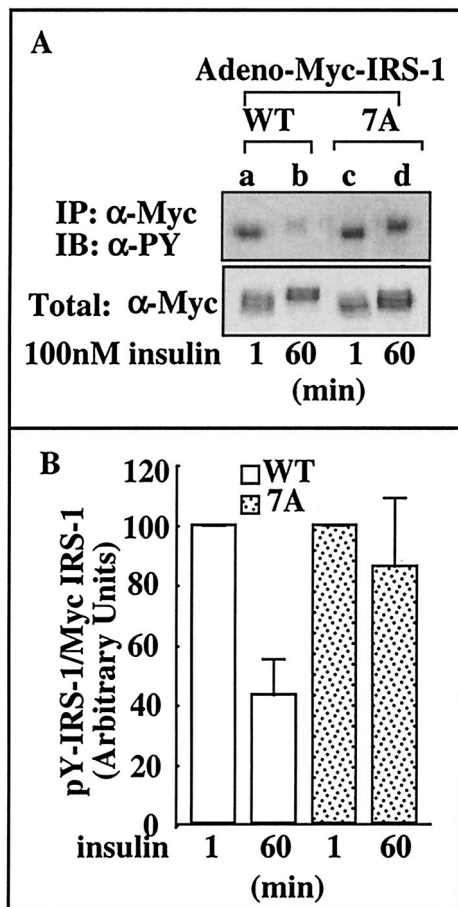 A
Adeno-Myc-IRS-1
WT 7A
a b c d
IP: α-Myc
IB: α-PY
Total: α-Myc
100nM insulin 1 60 1 60
(min)
B
120
100
80
60
40
20
0
pY-IRS-1/Myc IRS-1
(Arbitrary Units)
WT
7A
insulin 1 60 1 60
(min)